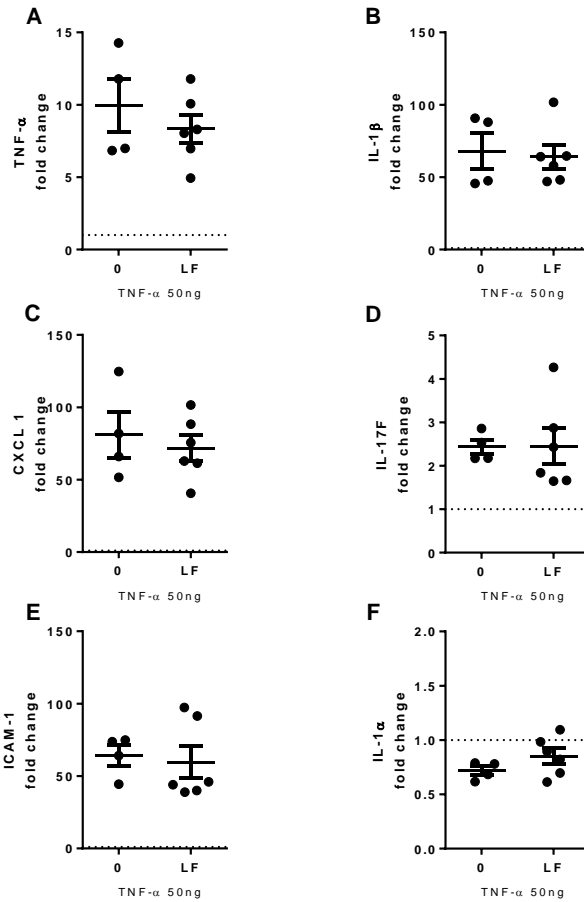 A
TNF-α
fold change
15
10
5
0
0 LF
TNF-α 50ng
B
IL-1β
fold change
150
100
50
0
0 LF
TNF-α 50ng
C
CXCL1
fold change
150
100
50
0
0 LF
TNF-α 50ng
D
IL-17F
fold change
5
4
3
2
1
0
0 LF
TNF-α 50ng
E
ICAM-1
fold change
150
100
50
0
0 LF
TNF-α 50ng
F
IL-1α
fold change
2.0
1.5
1.0
0.5
0.0
0 LF
TNF-α 50ng